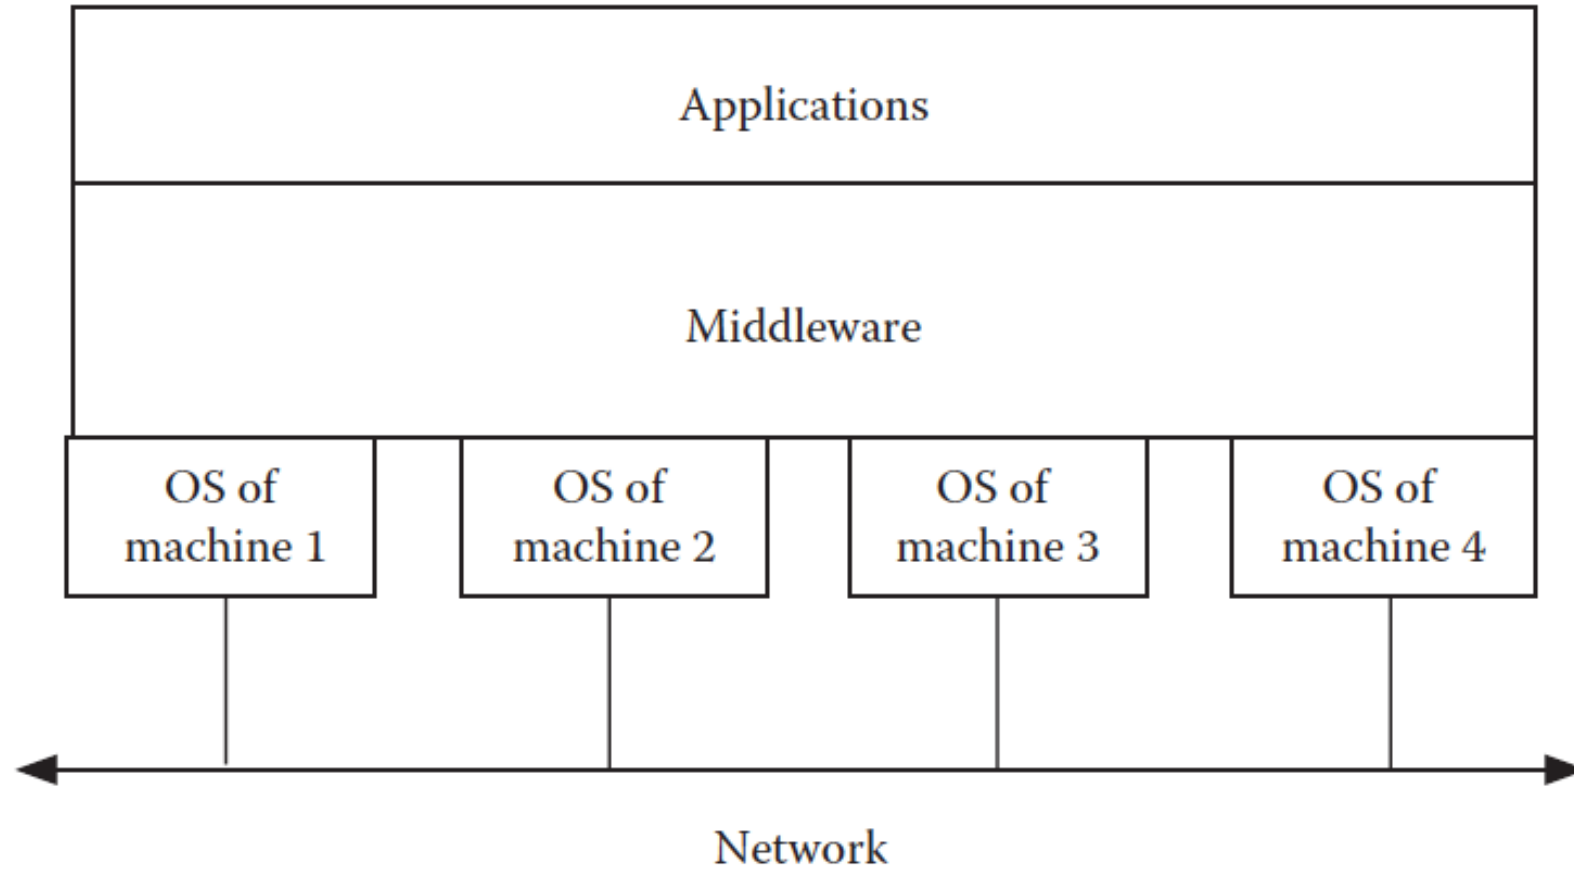 Applications
Middleware
OS of
machine 1
OS of
machine 2
OS of
machine 3
OS of
machine 4
Network